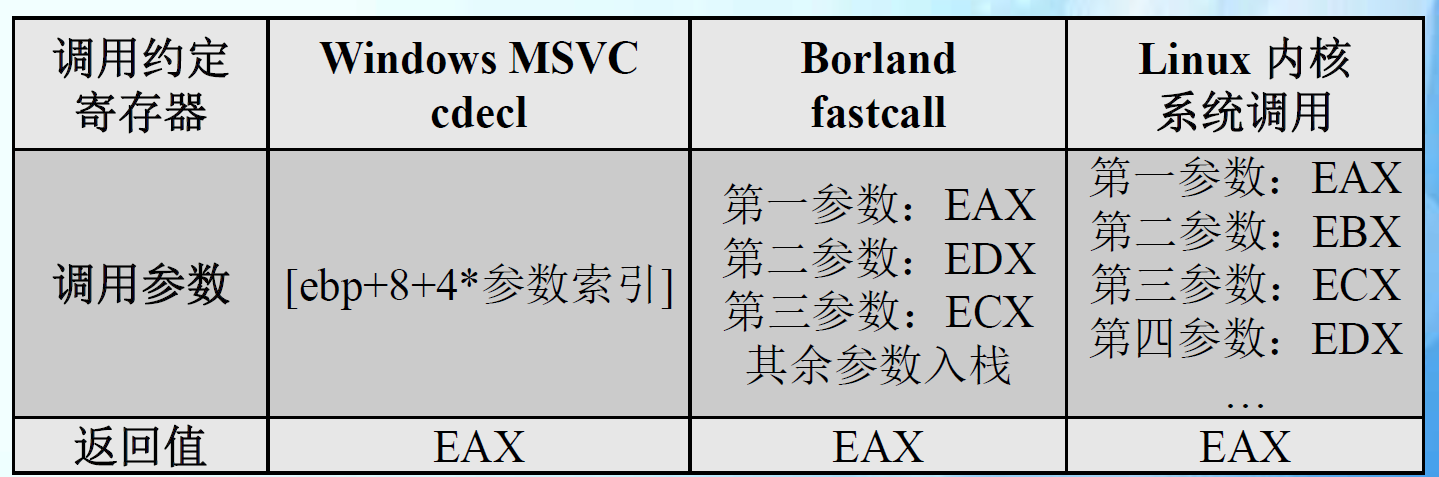 调用约定
寄存器
Windows MSVC
cdecl
Borland
fastcall
Linux 内核
系统调用
调用参数
[ebp+8+4*参数索引]
第一参数：EAX
第二参数：EDX
第三参数：ECX
其余参数入栈
第一参数：EAX
第二参数：EBX
第三参数：ECX
第四参数：EDX
…
返回值
EAX
EAX
EAX